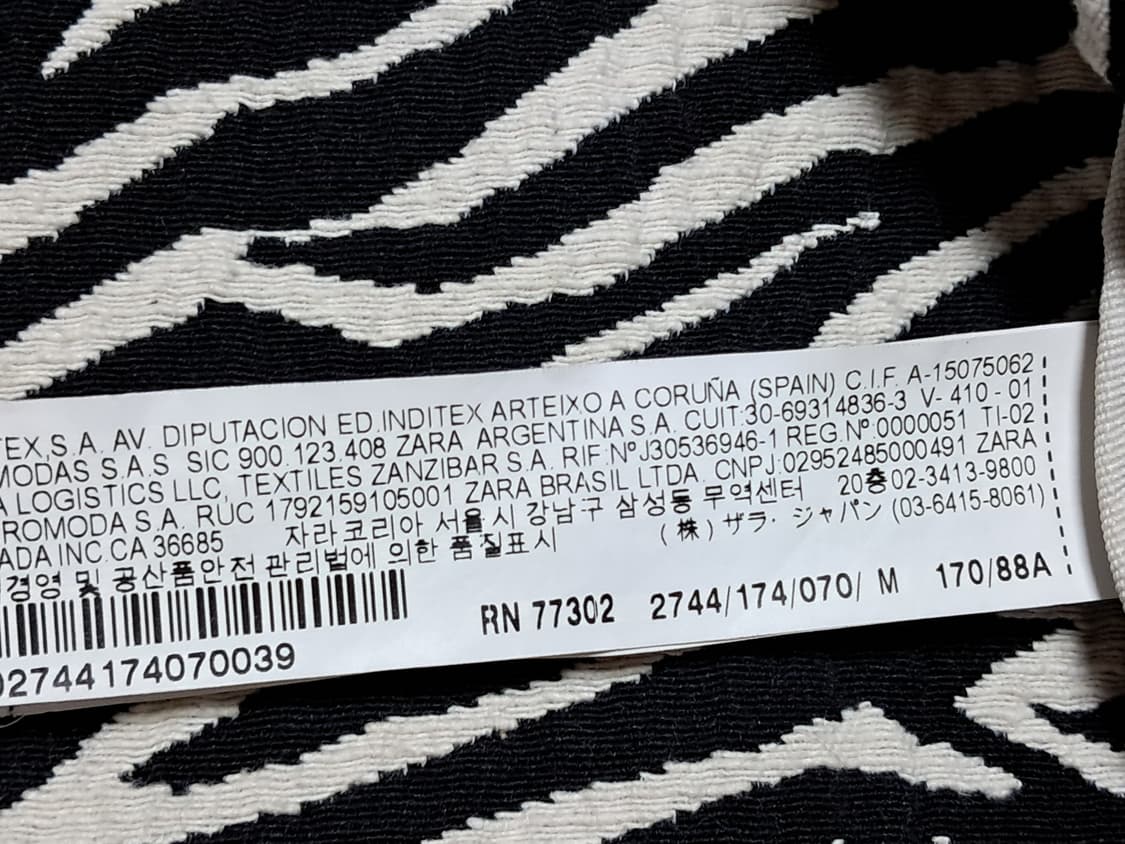 TEX,S.A. AV. DIPUTACION ED.INDITEX ARTEIXO A CORUÑA (SPAIN) C.I.F. A-15075062
MODAS S.A.S SIC 900.123.408 ZARA ARGENTINA S.A. CUIT:30-69314836-3 V- 410 - 01
A LOGISTICS LLC, TEXTILES ZANZIBAR S.A. RIF:Nº J30536946-1 REG.Nº:0000051 TI-02
ROMODA S.A. RUC 1792159105001 ZARA BRASIL LTDA. CNPJ:02952485000491 ZARA
ADA INC.CA 36685 자라코리아 서울시 강남구 삼성동 무역센터 20층 02-3413-9800
경영 및 공산품안전 관리법에 의한 품질표시 (株) ザラ・ジャパン (03-6415-8061)
RN 77302 2744/174/070/ M 170/88A
02744174070039